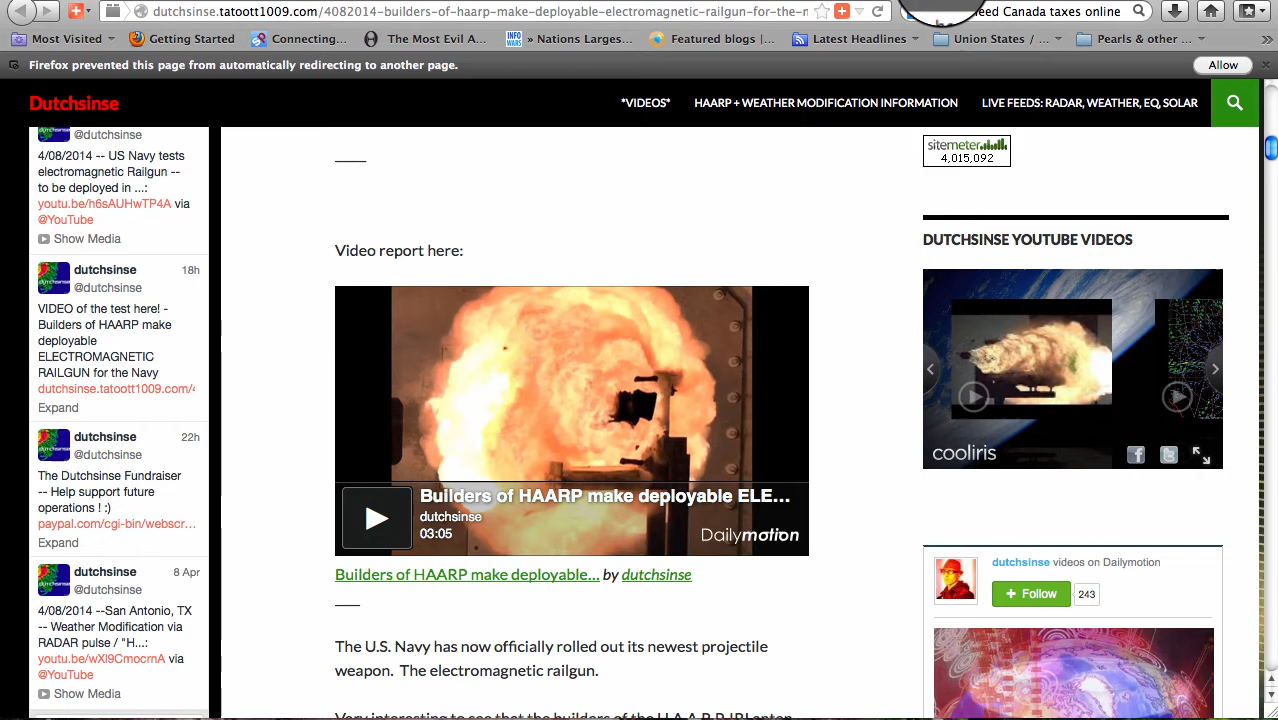 dutchsinse.tatoott1009.com/4082014-builders-of-haarp-make-deployable-electromagnetic-railgun-for-the-n
eed Canada taxes online
Most Visited
Getting Started
Connecting...
The Most Evil A...
INFO WARS
» Nations Larges...
Featured blogs |...
Latest Headlines
Union States / ...
Pearls & other ...
Firefox prevented this page from automatically redirecting to another page.
Allow
Dutchsinse
*VIDEOS*
HAARP + WEATHER MODIFICATION INFORMATION
LIVE FEEDS: RADAR, WEATHER, EQ, SOLAR
@dutchsinse
4/08/2014 -- US Navy tests
electromagnetic Railgun --
to be deployed in ...:
youtu.be/h6sAUHwTP4A via
@YouTube
Show Media
dutchsinse 18h
@dutchsinse
VIDEO of the test here! -
Builders of HAARP make
deployable
ELECTROMAGNETIC
RAILGUN for the Navy
dutchsinse.tatoott1009.com/4
Expand
dutchsinse 22h
@dutchsinse
The Dutchsinse Fundraiser
-- Help support future
operations ! :)
paypal.com/cgi-bin/webscr...
Expand
dutchsinse 8 Apr
@dutchsinse
4/08/2014 --San Antonio, TX
-- Weather Modification via
RADAR pulse / "H...:
youtu.be/wXl9CmocrnA via
@YouTube
Show Media
Video report here:
Builders of HAARP make deployable ELE...
dutchsinse
03:05
Dailymotion
Builders of HAARP make deployable... by dutchsinse
The U.S. Navy has now officially rolled out its newest projectile
weapon.  The electromagnetic railgun.
sitemeter
4,015,092
DUTCHSINSE YOUTUBE VIDEOS
cooliris
dutchsinse videos on Dailymotion
+ Follow 243